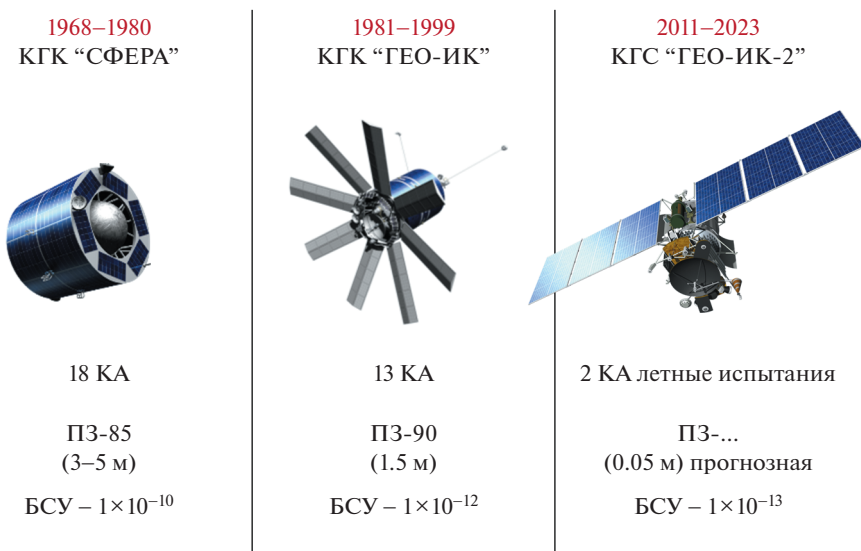 1968–1980
КГК “СФЕРА”
18 КА
ПЗ-85
(3–5 м)
БСУ – 1×10⁻¹⁰
1981–1999
КГК “ГЕО-ИК”
13 КА
ПЗ-90
(1.5 м)
БСУ – 1×10⁻¹²
2011–2023
КГС “ГЕО-ИК-2”
2 КА летные испытания
ПЗ-...
(0.05 м) прогнозная
БСУ – 1×10⁻¹³